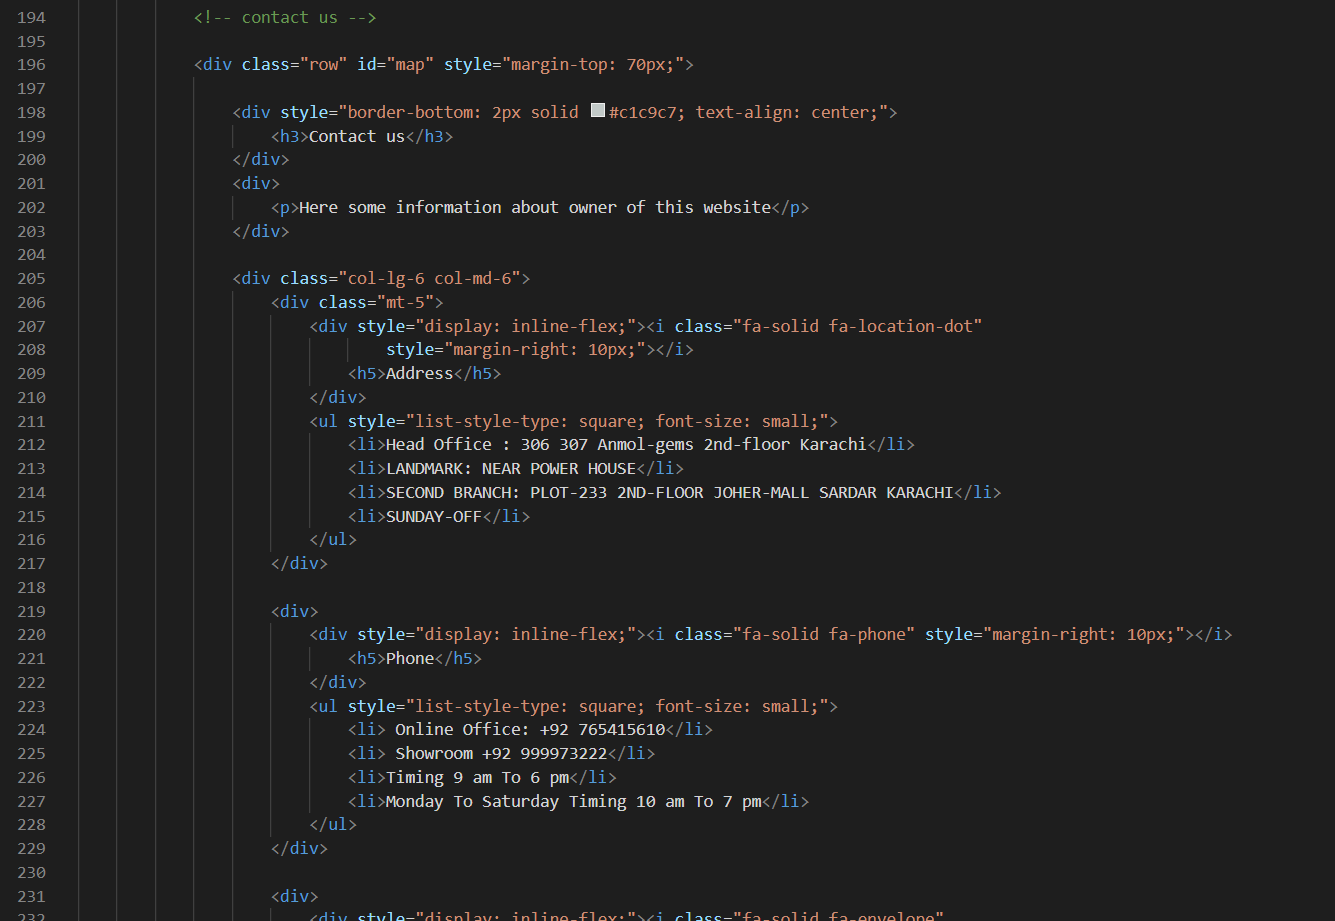 194 <!-- contact us -->
195
196 <div class="row" id="map" style="margin-top: 70px;">
197
198 <div style="border-bottom: 2px solid #c1c9c7; text-align: center;">
199 <h3>Contact us</h3>
200 </div>
201 <div>
202 <p>Here some information about owner of this website</p>
203 </div>
204
205 <div class="col-lg-6 col-md-6">
206 <div class="mt-5">
207 <div style="display: inline-flex;"><i class="fa-solid fa-location-dot"
208 style="margin-right: 10px;"></i>
209 <h5>Address</h5>
210 </div>
211 <ul style="list-style-type: square; font-size: small;">
212 <li>Head Office : 306 307 Anmol-gems 2nd-floor Karachi</li>
213 <li>LANDMARK: NEAR POWER HOUSE</li>
214 <li>SECOND BRANCH: PLOT-233 2ND-FLOOR JOHER-MALL SARDAR KARACHI</li>
215 <li>SUNDAY-OFF</li>
216 </ul>
217 </div>
218
219 <div>
220 <div style="display: inline-flex;"><i class="fa-solid fa-phone" style="margin-right: 10px;"></i>
221 <h5>Phone</h5>
222 </div>
223 <ul style="list-style-type: square; font-size: small;">
224 <li> Online Office: +92 765415610</li>
225 <li> Showroom +92 999973222</li>
226 <li>Timing 9 am To 6 pm</li>
227 <li>Monday To Saturday Timing 10 am To 7 pm</li>
228 </ul>
229 </div>
230
231 <div>
232 <div style="display: inline-flex;"><i class="fa-solid fa-envelope"